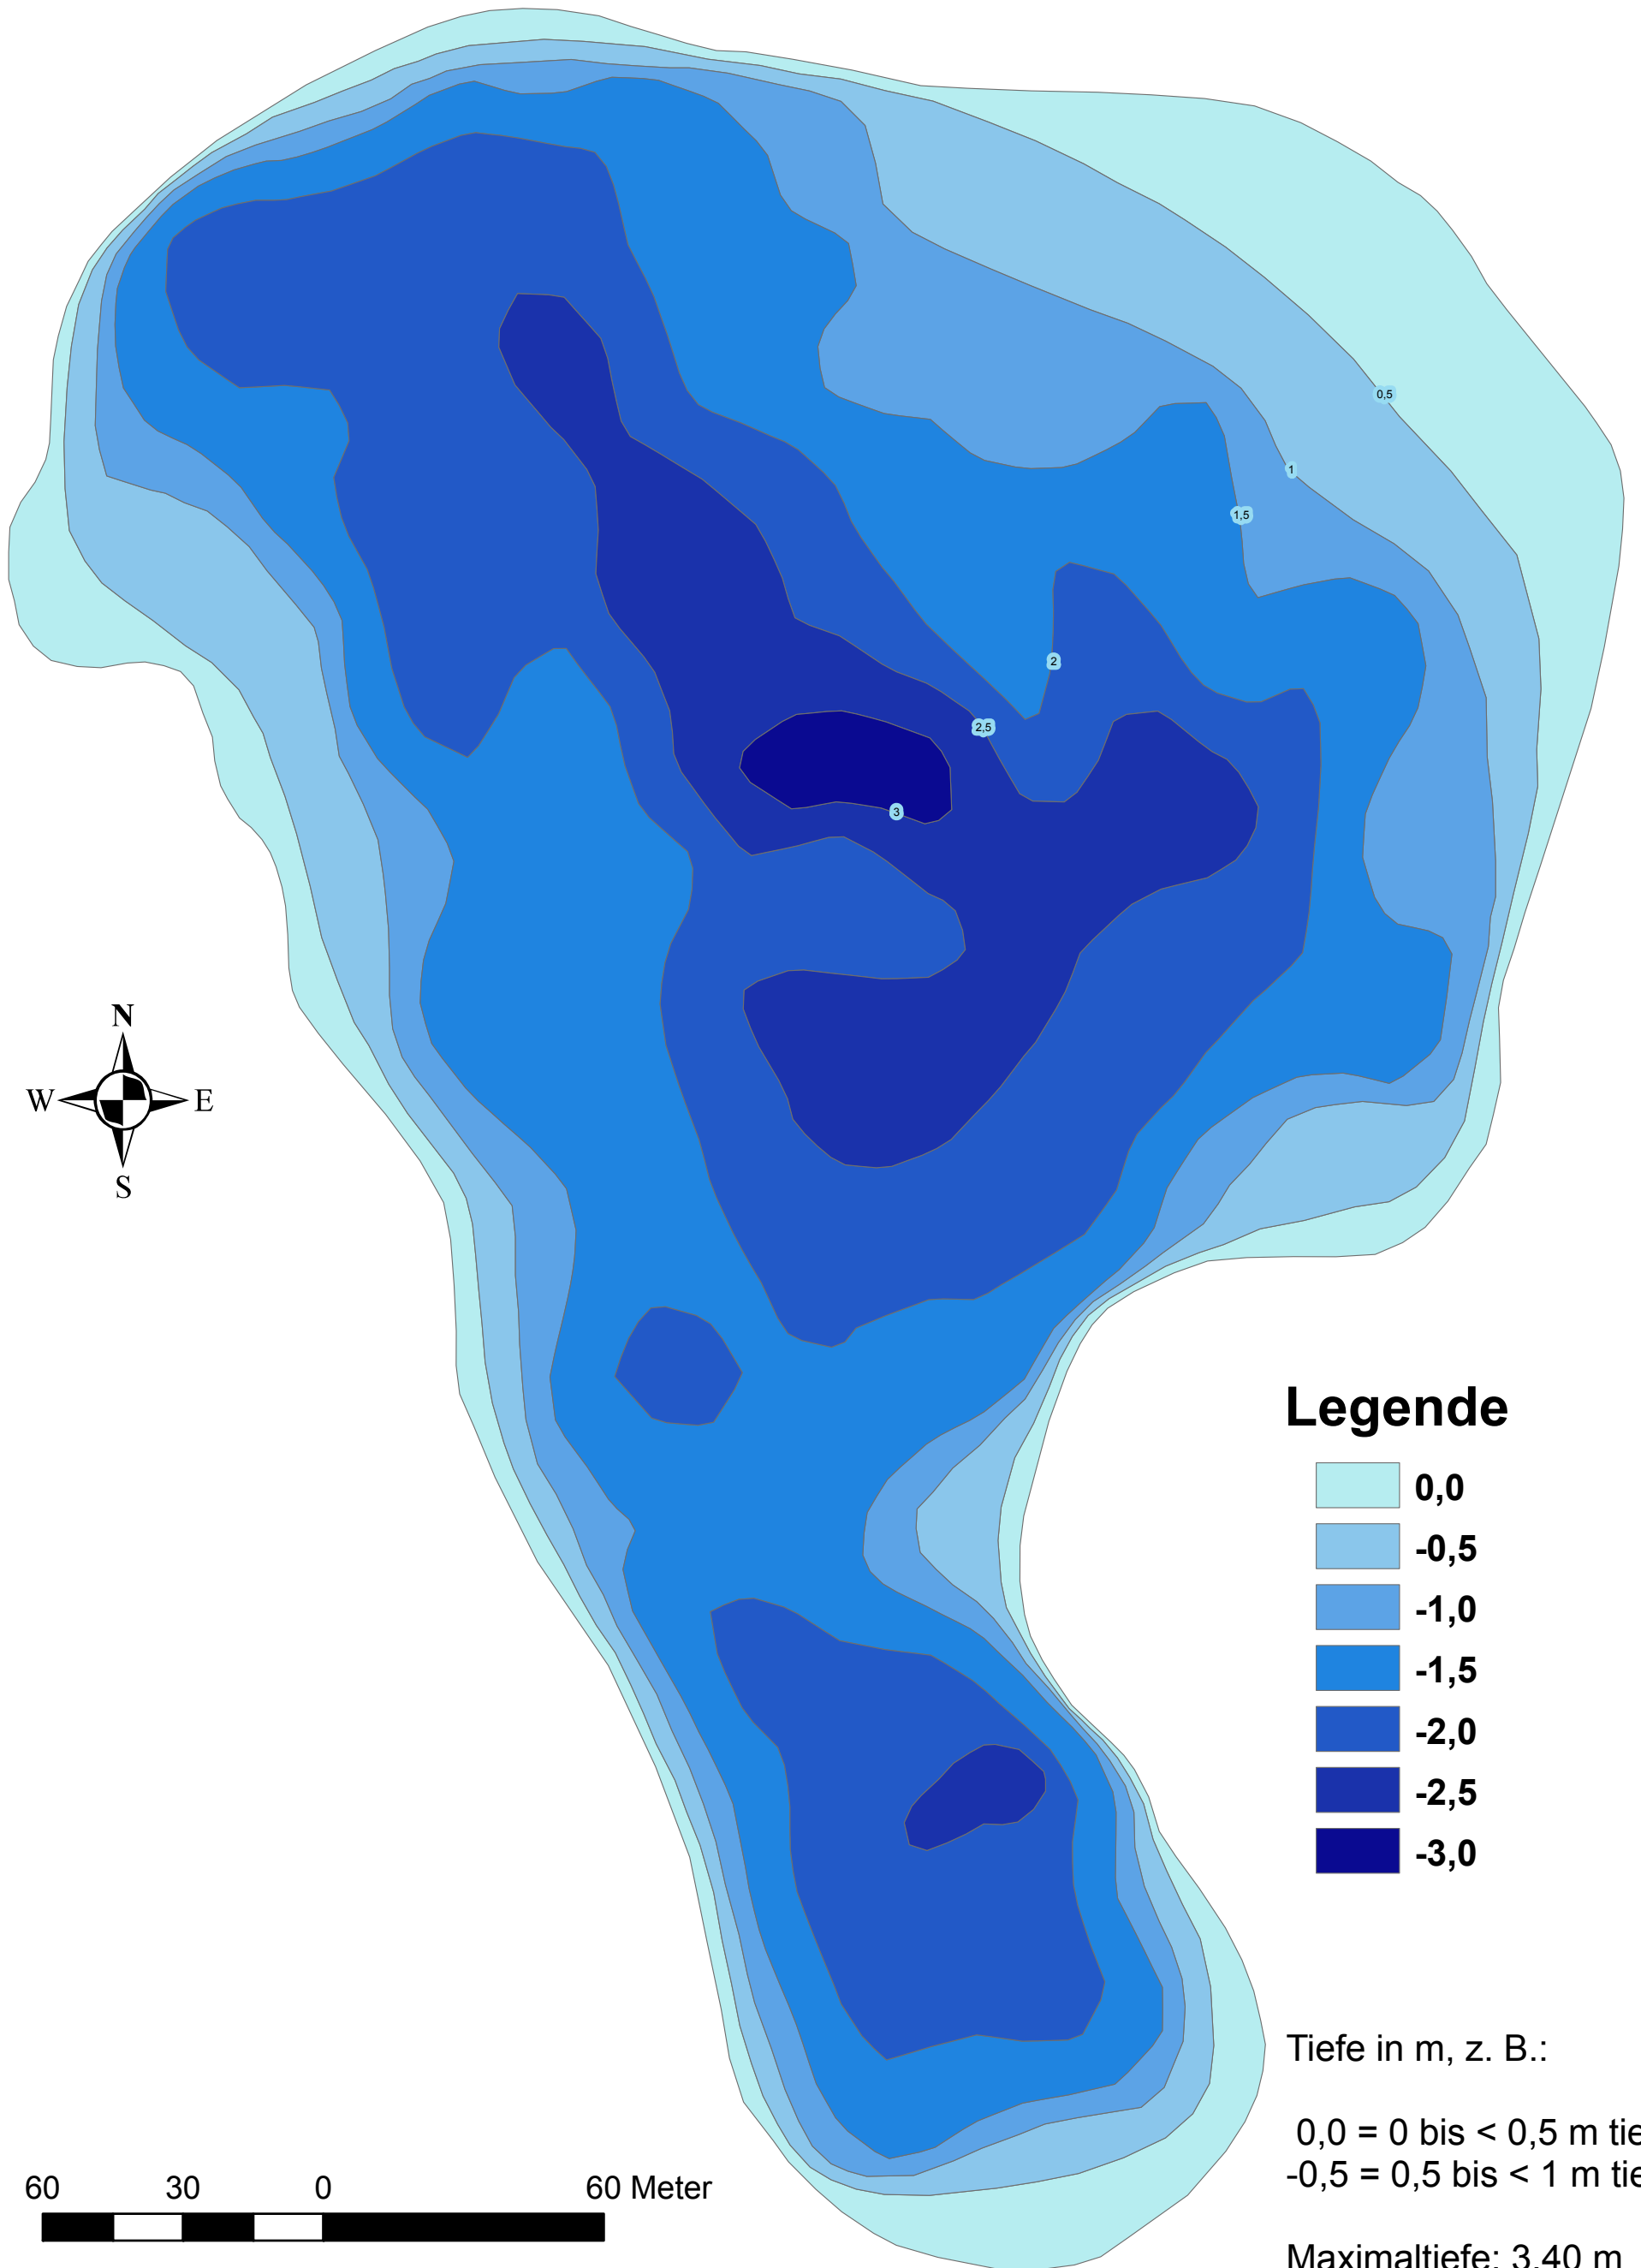 0,5
1
1,5
2
2,5
3
N
W E
S
Legende
0,0
-0,5
-1,0
-1,5
-2,0
-2,5
-3,0
Tiefe in m, z. B.:
0,0 = 0 bis < 0,5 m tie
-0,5 = 0,5 bis < 1 m tie
Maximaltiefe: 3,40 m
60 30 0 60 Meter